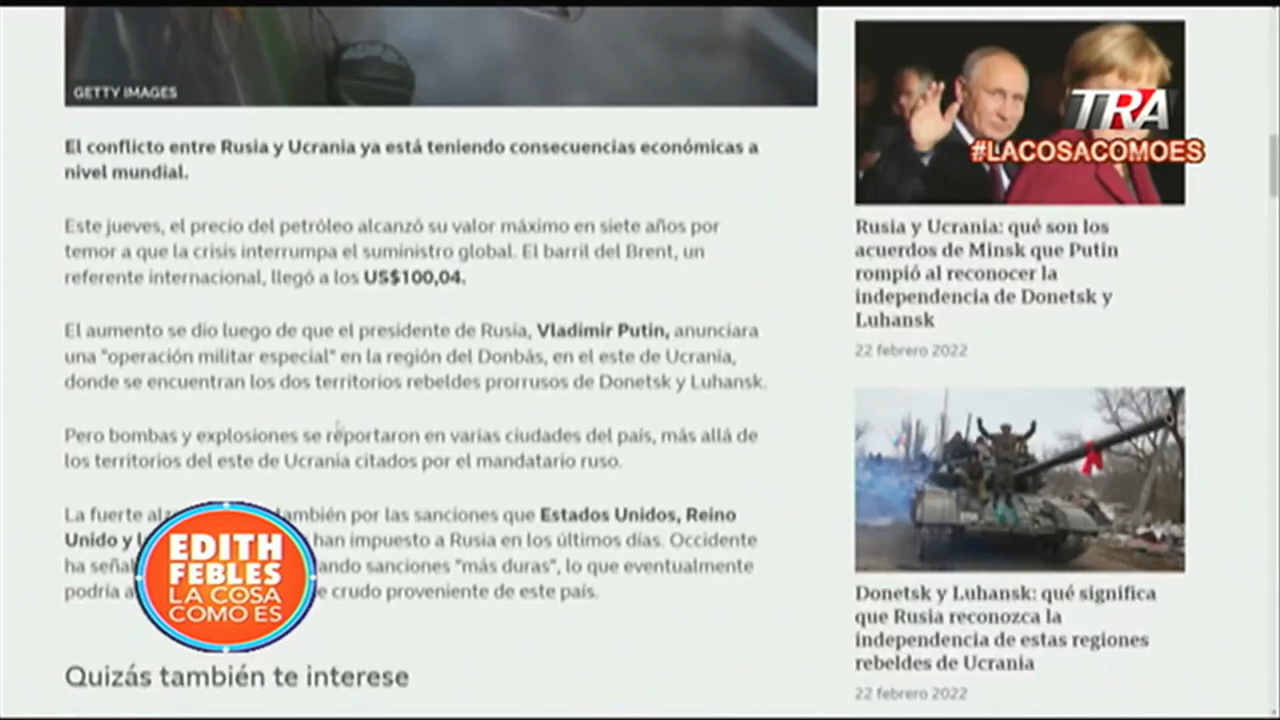 GETTY IMAGES
El conflicto entre Rusia y Ucrania ya está teniendo consecuencias económicas a
nivel mundial.
Este jueves, el precio del petróleo alcanzó su valor máximo en siete años por
temor a que la crisis interrumpa el suministro global. El barril del Brent, un
referente internacional, llegó a los US$100,04.
El aumento se dio luego de que el presidente de Rusia, Vladimir Putin, anunciara
una "operación militar especial" en la región del Donbás, en el este de Ucrania,
donde se encuentran los dos territorios rebeldes prorrusos de Donetsk y Luhansk.
Pero bombas y explosiones se reportaron en varias ciudades del país, más allá de
los territorios del este de Ucrania citados por el mandatario ruso.
La fuerte también por las sanciones que Estados Unidos, Reino
Unido y han impuesto a Rusia en los últimos días. Occidente
ha sanciones "más duras", lo que eventualmente
podría crudo proveniente de este país.
EDITH
FEBLES
LA COSA
COMO ES
Quizás también te interese
TRA
#LACOSACOMOES
Rusia y Ucrania: qué son los
acuerdos de Minsk que Putin
rompió al reconocer la
independencia de Donetsk y
Luhansk
22 febrero 2022
Donetsk y Luhansk: qué significa
que Rusia reconozca la
independencia de estas regiones
rebeldes de Ucrania
22 febrero 2022